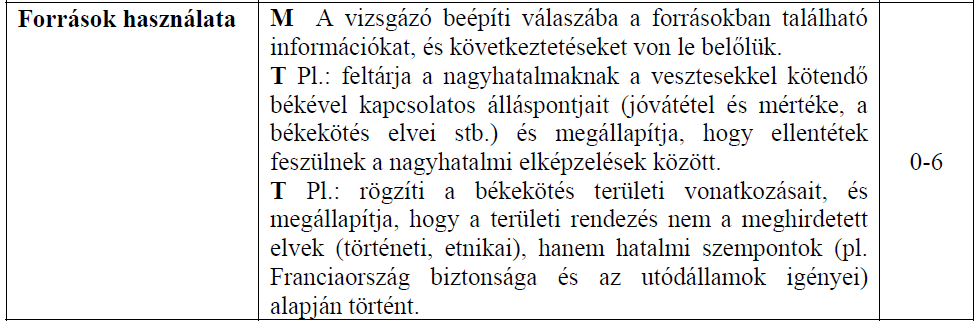 Források használata
M A vizsgázó beépíti válaszába a forrásokban található
információkat, és következtetéseket von le belőlük.
T Pl.: feltárja a nagyhatalmaknak a vesztesekkel kötendő
békével kapcsolatos álláspontjait (jóvátétel és mértéke, a
békekötés elvei stb.) és megállapítja, hogy ellentétek
feszülnek a nagyhatalmi elképzelések között.
T Pl.: rögzíti a békekötés területi vonatkozásait, és
megállapítja, hogy a területi rendezés nem a meghirdetett
elvek (történeti, etnikai), hanem hatalmi szempontok (pl.
Franciaország biztonsága és az utódállamok igényei)
alapján történt.
0-6